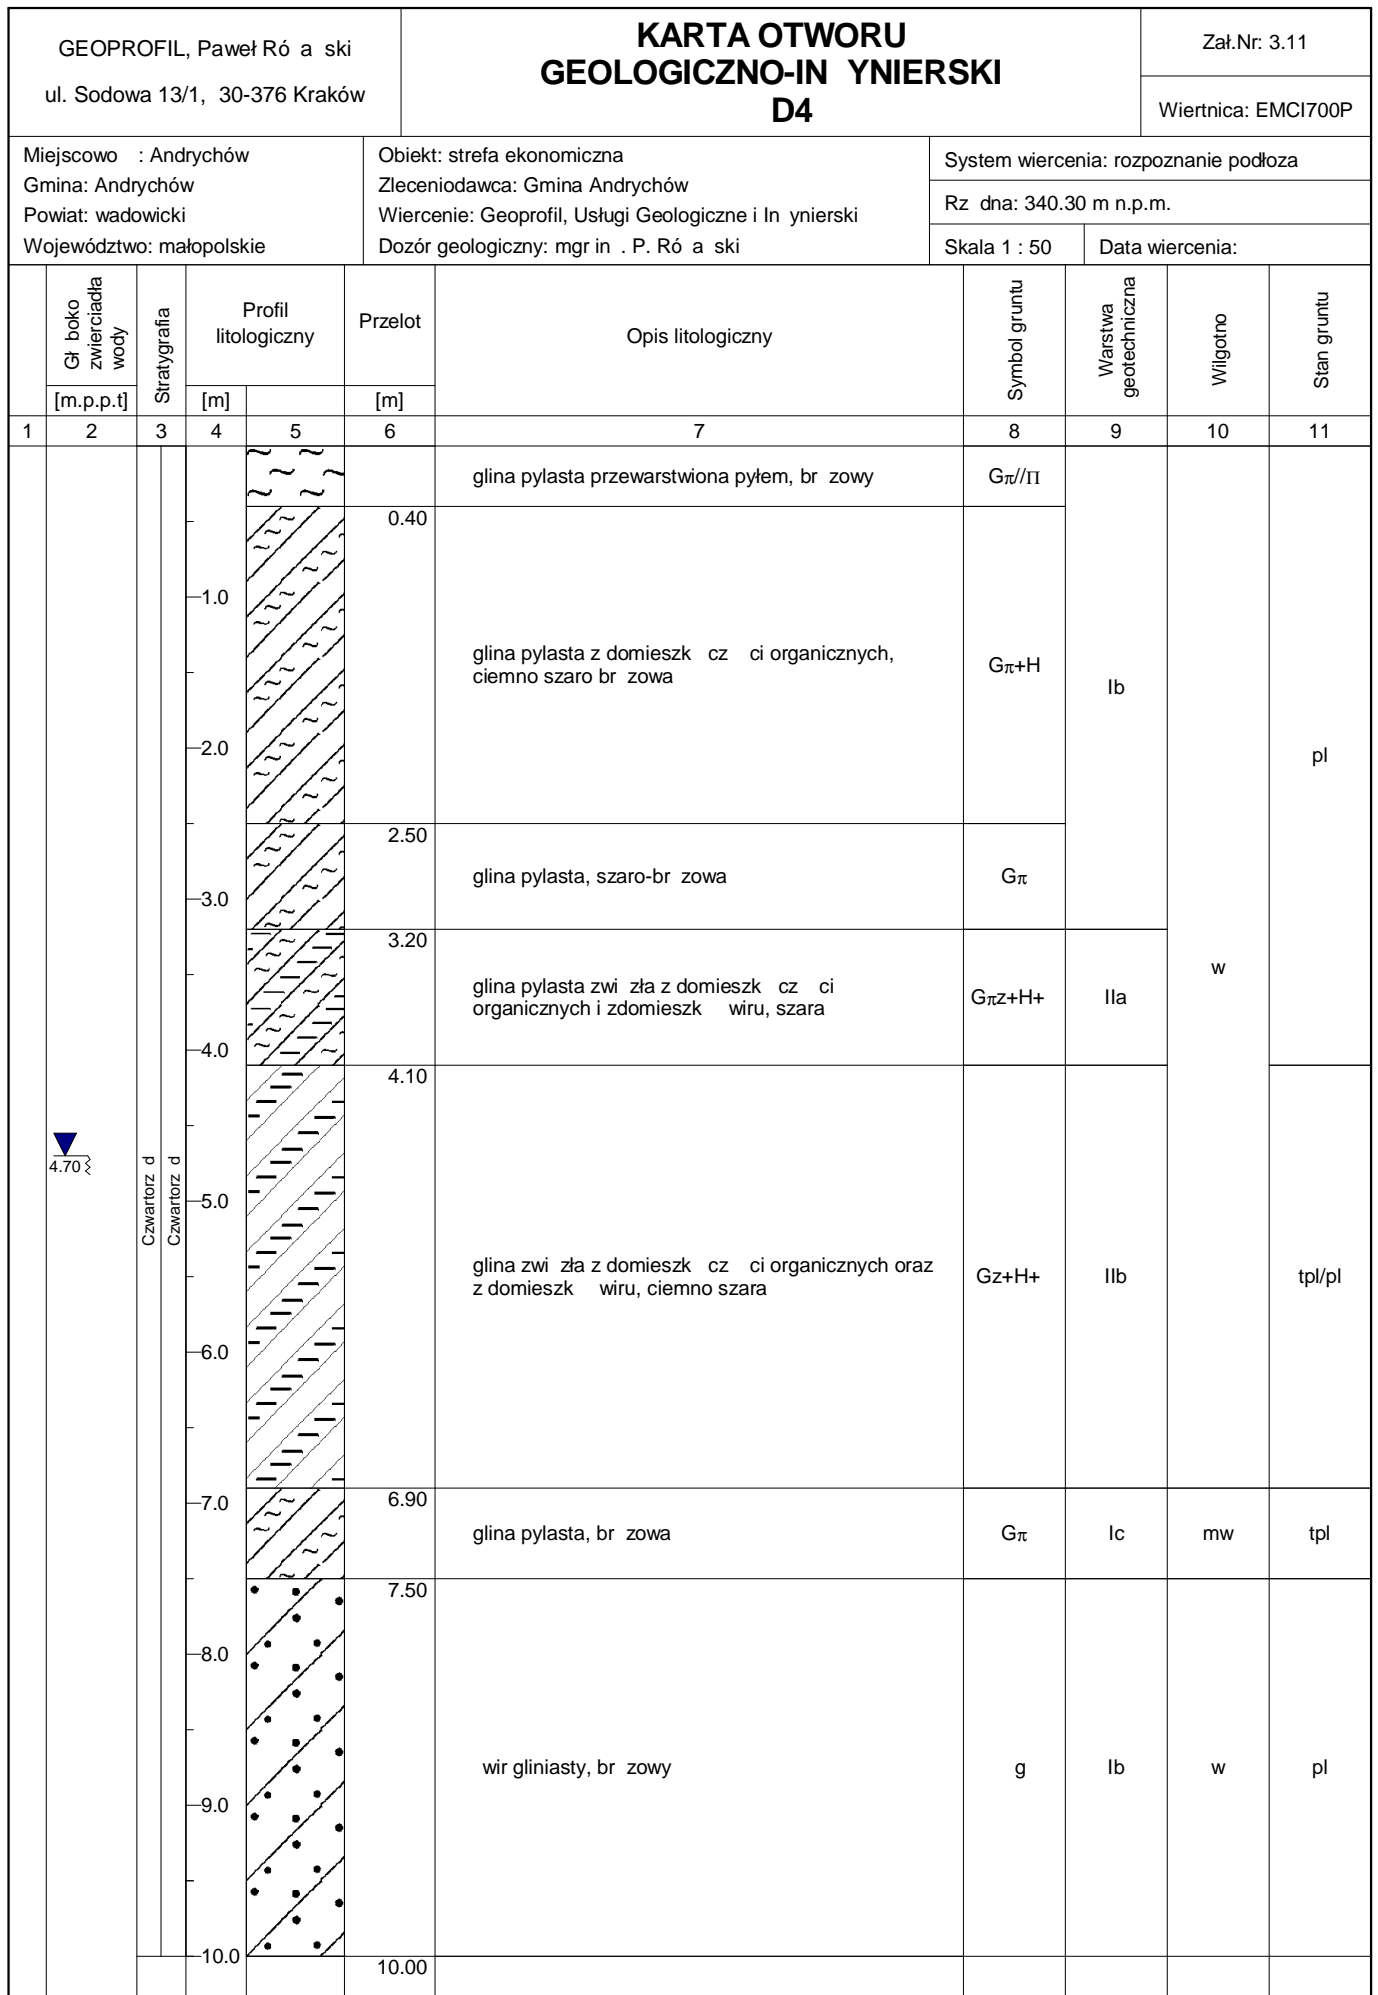 GEOPROFIL, Paweł Ró a ski
ul. Sodowa 13/1, 30-376 Kraków
KARTA OTWORU
GEOLOGICZNO-IN YNIERSKI
D4
Zał.Nr: 3.11
Wiertnica: EMCI700P
Miejscowo : Andrychów
Gmina: Andrychów
Powiat: wadowicki
Województwo: małopolskie
Obiekt: strefa ekonomiczna
Zleceniodawca: Gmina Andrychów
Wiercenie: Geoprofil, Usługi Geologiczne i In ynierski
Dozór geologiczny: mgr in . P. Ró a ski
System wiercenia: rozpoznanie podłoza
Rz dna: 340.30 m n.p.m.
Skala 1 : 50
Data wiercenia:
Gł boko
zwierciadła
wody
[m.p.p.t]
Stratygrafia
Profil
litologiczny
[m]
Przelot
[m]
Opis litologiczny
Symbol gruntu
Warstwa
geotechniczna
Wilgotno
Stan gruntu
1 2 3 4 5 6 7 8 9 10 11
glina pylasta przewarstwiona pyłem, br zowy
Gπ//Π
0.40
1.0
glina pylasta z domieszk cz ci organicznych,
ciemno szaro br zowa
Gπ+H
Ib
2.0
pl
2.50
glina pylasta, szaro-br zowa
Gπ
3.0
3.20
w
glina pylasta zwi zła z domieszk cz ci
organicznych i zdomieszk wiru, szara
Gπz+H+
IIa
4.0
4.10
4.70
Czwartorz d
Czwartorz d
5.0
glina zwi zła z domieszk cz ci organicznych oraz
z domieszk wiru, ciemno szara
Gz+H+
IIb
tpl/pl
6.0
6.90
7.0
glina pylasta, br zowa
Gπ
Ic
mw
tpl
7.50
8.0
wir gliniasty, br zowy
g
Ib
w
pl
9.0
10.0
10.00